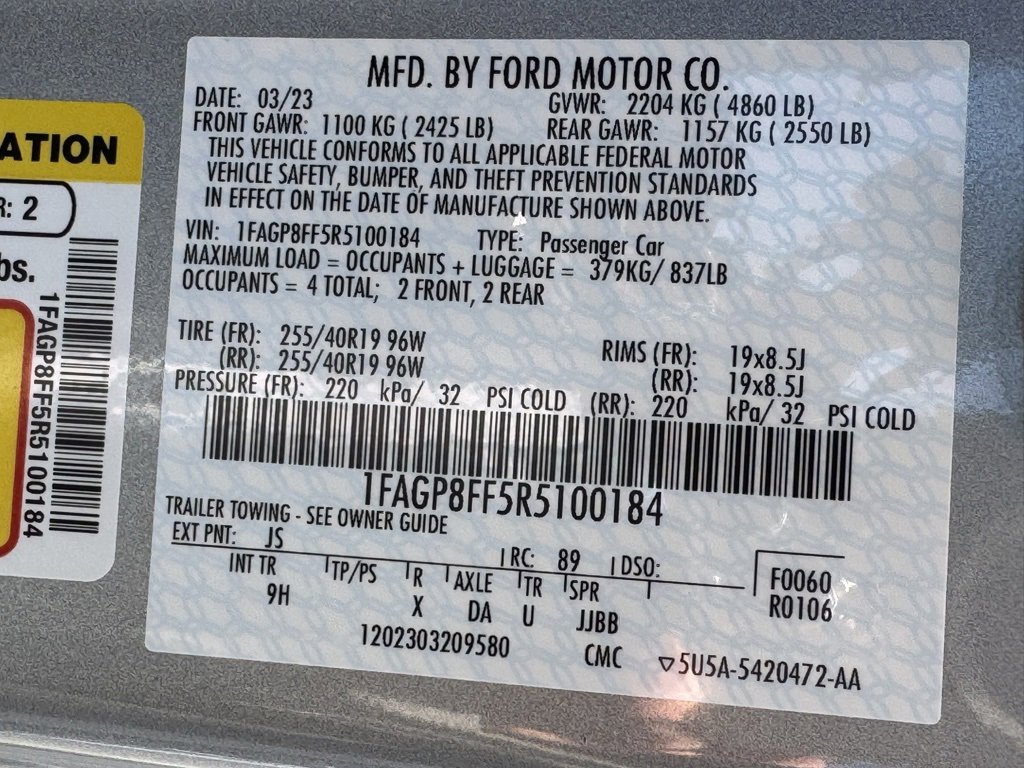 MFD. BY FORD MOTOR CO.
DATE: 03/23 GVWR: 2204 KG ( 4860 LB)
FRONT GAWR: 1100 KG ( 2425 LB) REAR GAWR: 1157 KG ( 2550 LB)
THIS VEHICLE CONFORMS TO ALL APPLICABLE FEDERAL MOTOR
VEHICLE SAFETY, BUMPER, AND THEFT PREVENTION STANDARDS
IN EFFECT ON THE DATE OF MANUFACTURE SHOWN ABOVE.
VIN: 1FAGP8FF5R5100184 TYPE: Passenger Car
MAXIMUM LOAD = OCCUPANTS + LUGGAGE = 379KG/ 837LB
OCCUPANTS = 4 TOTAL; 2 FRONT, 2 REAR
TIRE (FR): 255/40R19 96W RIMS (FR): 19x8.5J
(RR): 255/40R19 96W (RR): 19x8.5J
PRESSURE (FR): 220 kPa/ 32 PSI COLD (RR): 220 kPa/ 32 PSI COLD
1FAGP8FF5R5100184
TRAILER TOWING - SEE OWNER GUIDE
EXT PNT: JS RC: 89 DSO:
INT TR TP/PS R AXLE TR SPR
9H X DA U JJBB
F0060
R0106
1202303209580 CMC ▽5U5A-5420472-AA
ATION
R: 2
bs.
1FAGP8FF5R5100184